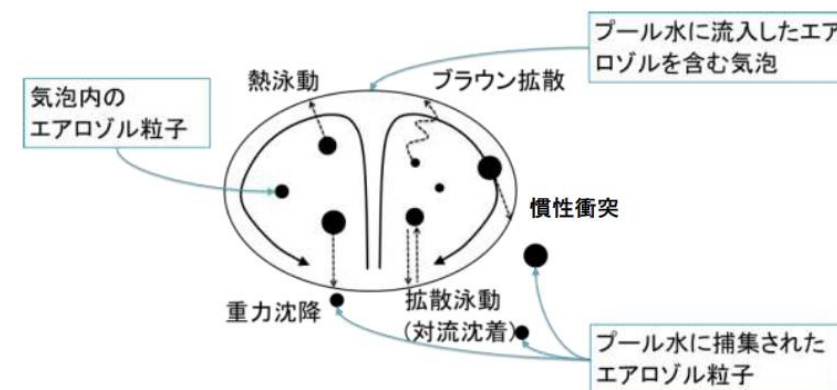 プール水に流入したエア
ロゾルを含む気泡
熱泳動
ブラウン拡散
気泡内の
エアロゾル粒子
慣性衝突
重力沈降
拡散泳動
(対流沈着)
プール水に捕集された
エアロゾル粒子